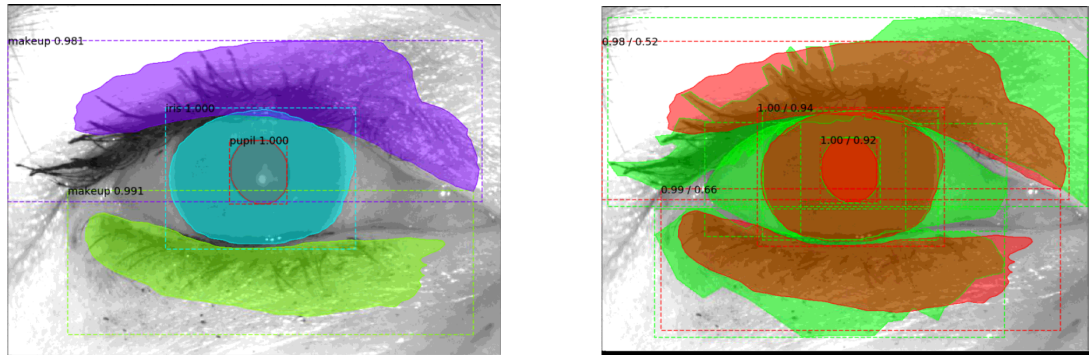 makeup 0.981
iris 1.000
pupil 1.000
makeup 0.991
0.98 / 0.52
1.00 / 0.94
1.00 / 0.92
0.99 / 0.66